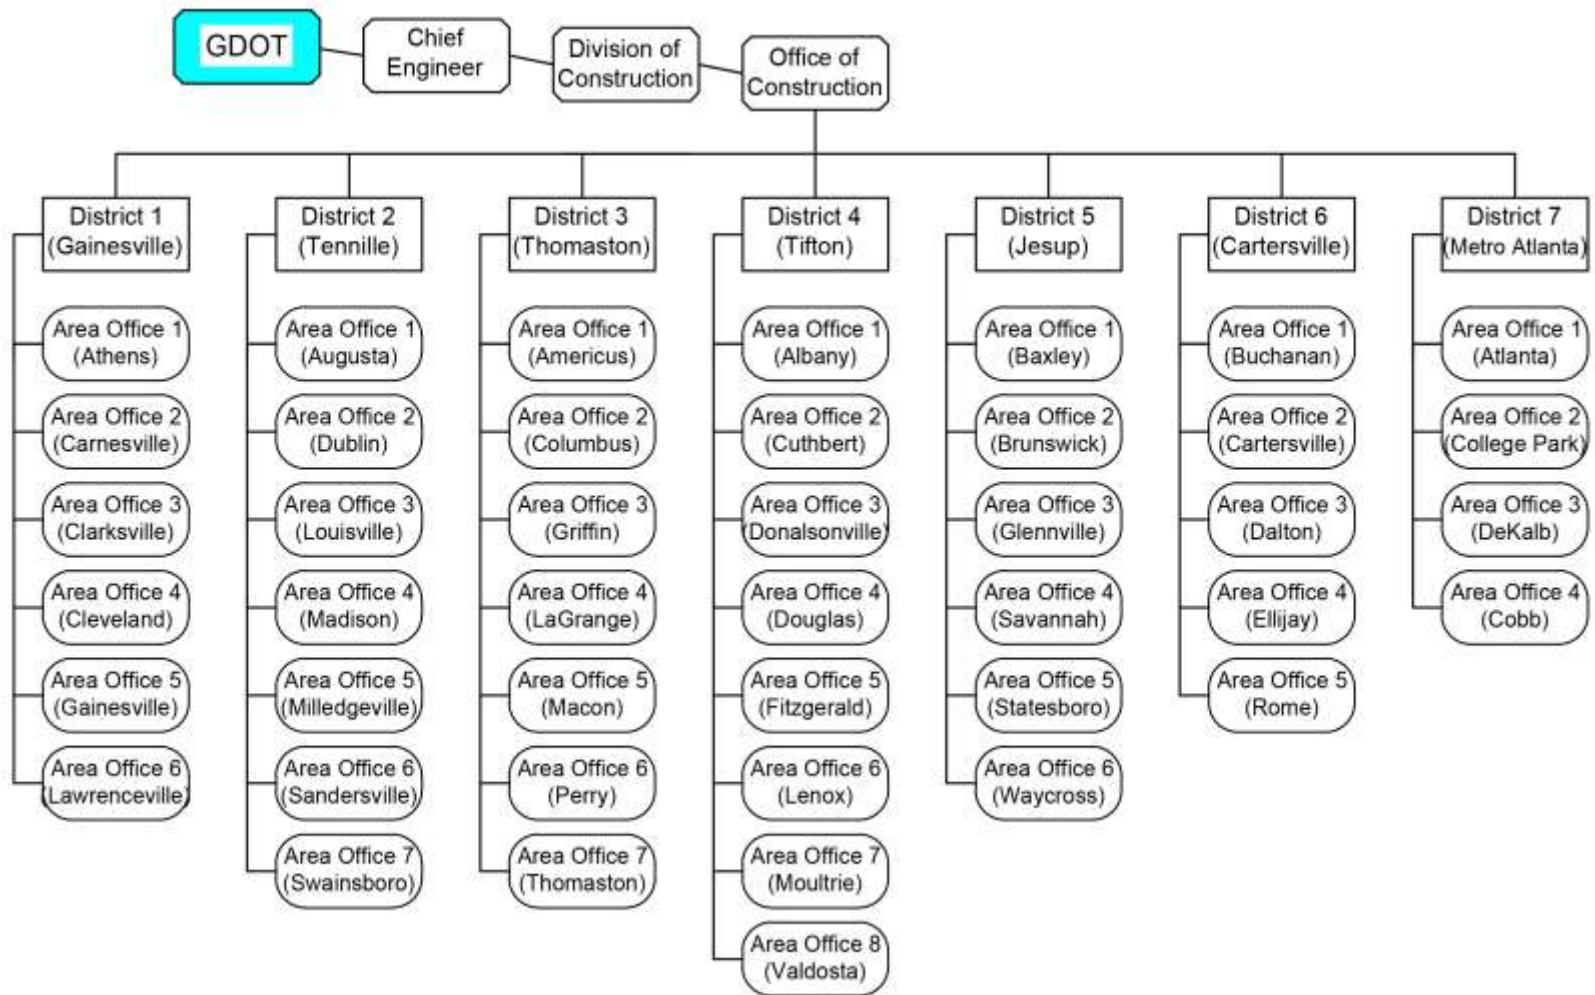 GDOT
Chief
Engineer
Division of
Construction
Office of
Construction
District 1
(Gainesville)
Area Office 1
(Athens)
Area Office 2
(Carnesville)
Area Office 3
(Clarksville)
Area Office 4
(Cleveland)
Area Office 5
(Gainesville)
Area Office 6
(Lawrenceville)
District 2
(Tennille)
Area Office 1
(Augusta)
Area Office 2
(Dublin)
Area Office 3
(Louisville)
Area Office 4
(Madison)
Area Office 5
(Milledgeville)
Area Office 6
(Sandersville)
Area Office 7
(Swainsboro)
District 3
(Thomaston)
Area Office 1
(Americus)
Area Office 2
(Columbus)
Area Office 3
(Griffin)
Area Office 4
(LaGrange)
Area Office 5
(Macon)
Area Office 6
(Perry)
Area Office 7
(Thomaston)
District 4
(Tifton)
Area Office 1
(Albany)
Area Office 2
(Cuthbert)
Area Office 3
(Donalsonville)
Area Office 4
(Douglas)
Area Office 5
(Fitzgerald)
Area Office 6
(Lenox)
Area Office 7
(Moultrie)
Area Office 8
(Valdosta)
District 5
(Jesup)
Area Office 1
(Baxley)
Area Office 2
(Brunswick)
Area Office 3
(Glennville)
Area Office 4
(Savannah)
Area Office 5
(Statesboro)
Area Office 6
(Waycross)
District 6
(Cartersville)
Area Office 1
(Buchanan)
Area Office 2
(Cartersville)
Area Office 3
(Dalton)
Area Office 4
(Ellijay)
Area Office 5
(Rome)
District 7
(Metro Atlanta)
Area Office 1
(Atlanta)
Area Office 2
(College Park)
Area Office 3
(DeKalb)
Area Office 4
(Cobb)